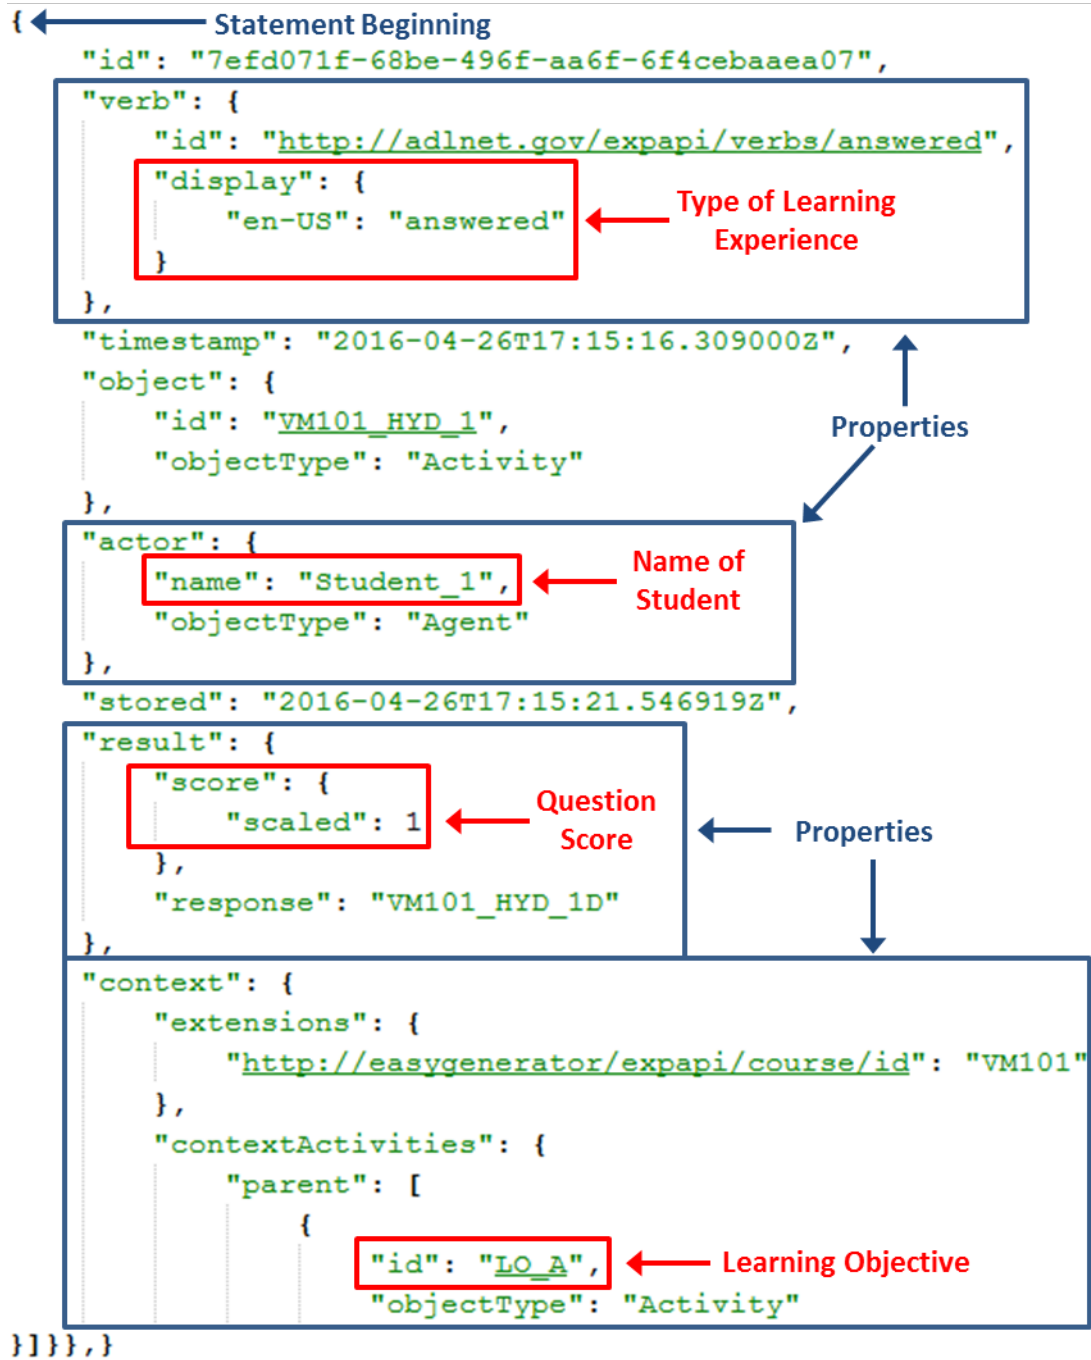 { Statement Beginning
"id": "7efd071f-68be-496f-aa6f-6f4cebaaea07",
"verb": {
"id": "http://adlnet.gov/expapi/verbs/answered",
"display": {
"en-US": "answered"
Type of Learning
Experience
}
},
"timestamp": "2016-04-26T17:15:16.309000Z",
"object": {
"id": "VM101_HYD_1",
"objectType": "Activity"
},
Properties
"actor": {
"name": "Student_1",
Name of
Student
"objectType": "Agent"
},
"stored": "2016-04-26T17:15:21.546919Z",
"result": {
"score": {
"scaled": 1
Question
Score
},
"response": "VM101_HYD_1D"
},
Properties
"context": {
"extensions": {
"http://easygenerator/expapi/course/id": "VM101"
},
"contextActivities": {
"parent": [
{
"id": "LO_A",
Learning Objective
"objectType": "Activity"
}]}},}